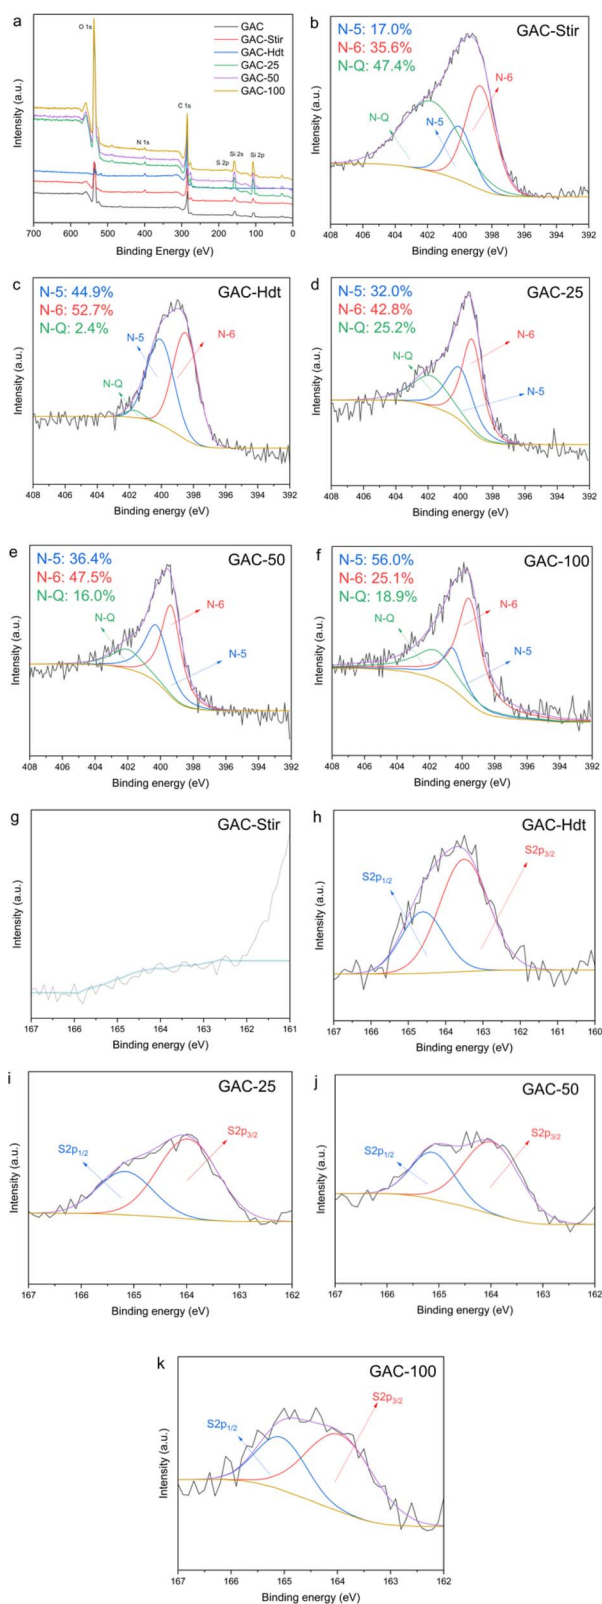 a
O 1s
GAC
GAC-Stir
GAC-Hdt
GAC-25
GAC-50
GAC-100
C 1s
N 1s
S 2p
Si 2s
Si 2p
Intensity (a.u.)
700 600 500 400 300 200 100 0
Binding Energy (eV)
b
GAC-Stir
N-5: 17.0%
N-6: 35.6%
N-Q: 47.4%
N-6
N-Q
N-5
Intensity (a.u.)
408 406 404 402 400 398 396 394 392
Binding energy (eV)
c
GAC-Hdt
N-5: 44.9%
N-6: 52.7%
N-Q: 2.4%
N-5
N-6
N-Q
Intensity (a.u.)
408 406 404 402 400 398 396 394 392
Binding energy (eV)
d
GAC-25
N-5: 32.0%
N-6: 42.8%
N-Q: 25.2%
N-6
N-Q
N-5
Intensity (a.u.)
408 406 404 402 400 398 396 394 392
Binding energy (eV)
e
GAC-50
N-5: 36.4%
N-6: 47.5%
N-Q: 16.0%
N-6
N-Q
N-5
Intensity (a.u.)
408 406 404 402 400 398 396 394 392
Binding energy (eV)
f
GAC-100
N-5: 56.0%
N-6: 25.1%
N-Q: 18.9%
N-6
N-Q
N-5
Intensity (a.u.)
408 406 404 402 400 398 396 394 392
Binding energy (eV)
g
GAC-Stir
Intensity (a.u.)
167 166 165 164 163 162 161
Binding energy (eV)
h
GAC-Hdt
S2p3/2
S2p1/2
Intensity (a.u.)
167 166 165 164 163 162 161 160
Binding energy (eV)
i
GAC-25
S2p3/2
S2p1/2
Intensity (a.u.)
167 166 165 164 163 162
Binding energy (eV)
j
GAC-50
S2p1/2
S2p3/2
Intensity (a.u.)
167 166 165 164 163 162
Binding energy (eV)
k
GAC-100
S2p3/2
S2p1/2
Intensity (a.u.)
167 166 165 164 163 162
Binding energy (eV)